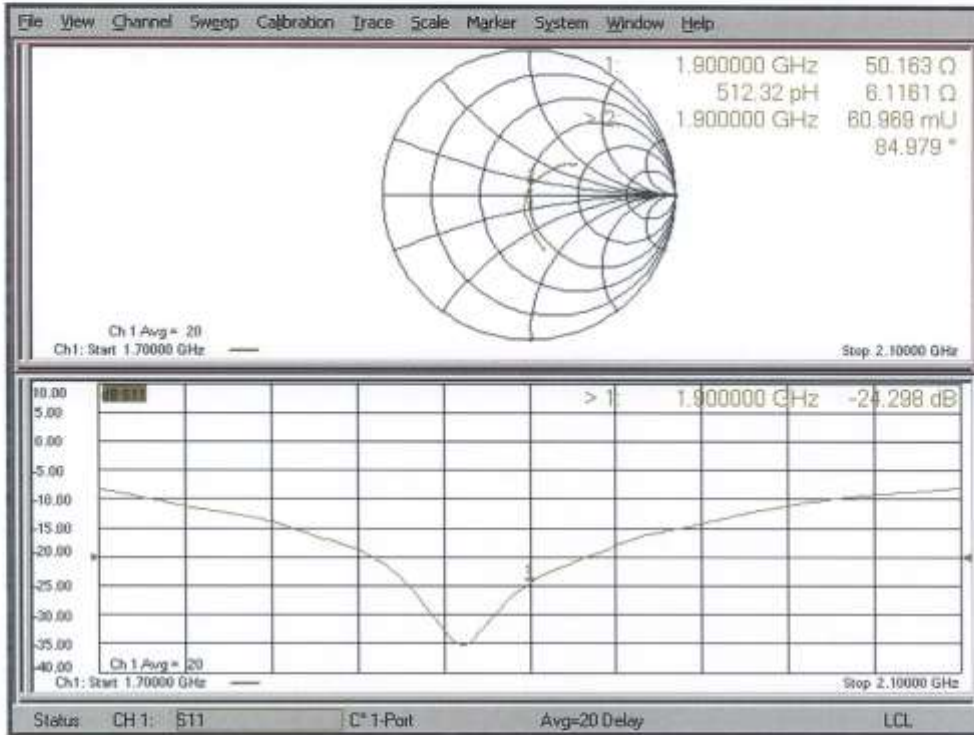 File View Channel Sweep Calibration Trace Scale Marker System Window Help
1: 1.900000 GHz 50.163 Ω
512.32 pH 6.1161 Ω
> 2: 1.900000 GHz 60.969 mU
84.979 °
Ch 1 Avg = 20
Ch1: Start 1.70000 GHz
Stop 2.10000 GHz
10.00 dB S11
> 1: 1.900000 GHz -24.298 dB
5.00
0.00
-5.00
-10.00
-15.00
-20.00
-25.00
-30.00
-35.00
-40.00
1
Ch 1 Avg = 20
Ch1: Start 1.70000 GHz
Stop 2.10000 GHz
Status CH 1: S11 C* 1-Port Avg=20 Delay LCL